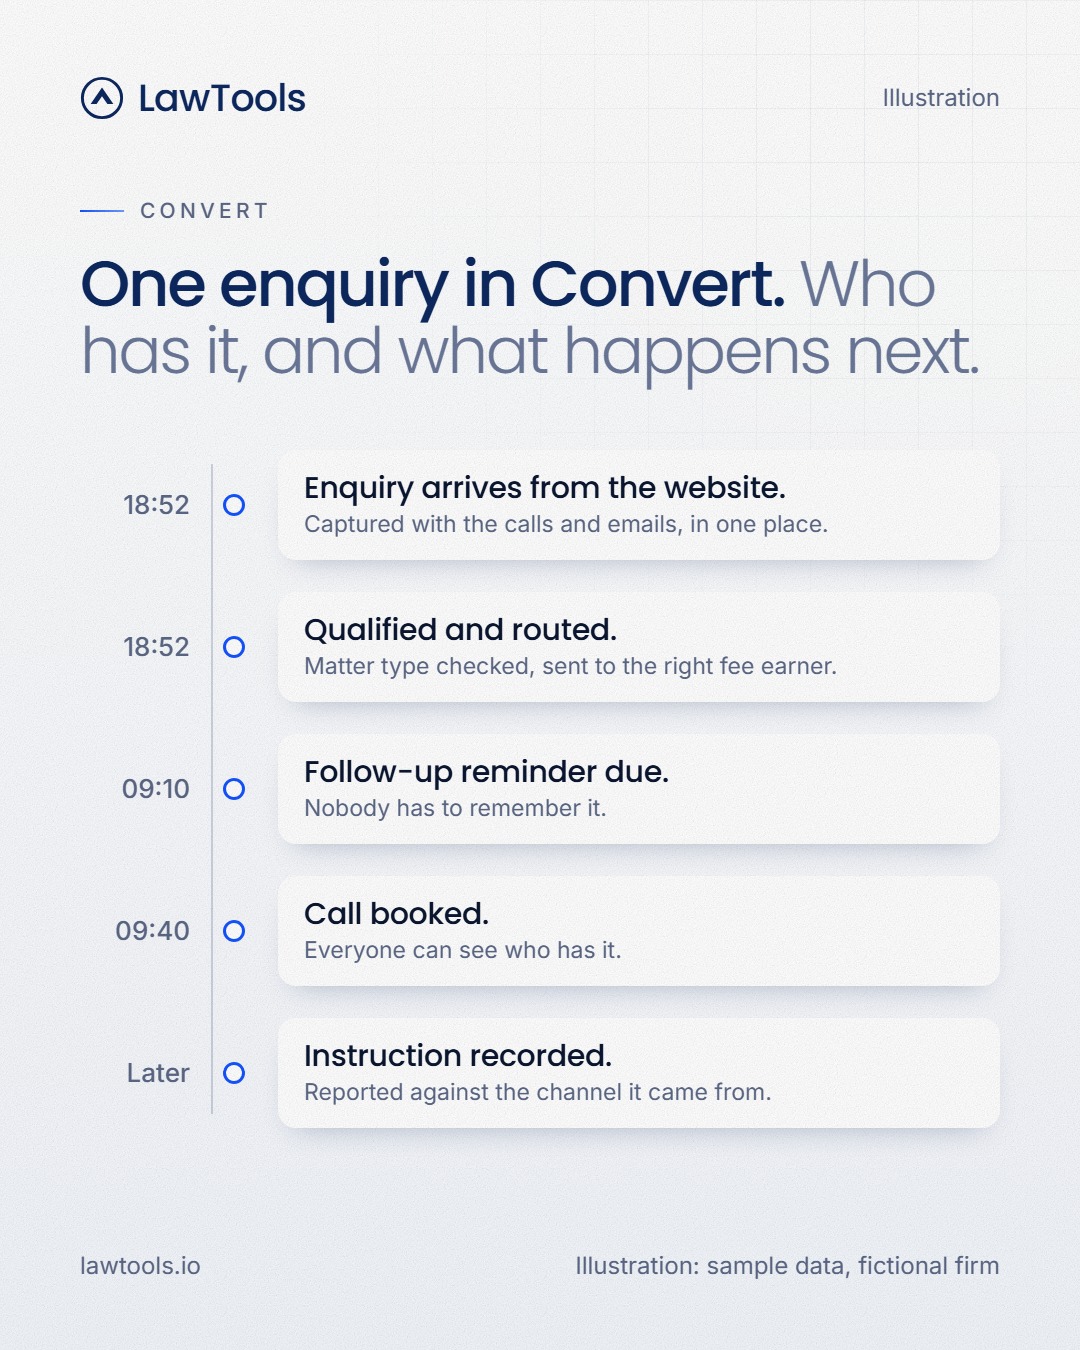 LawTools
Illustration
CONVERT
One enquiry in Convert. Who
has it, and what happens next.
18:52
Enquiry arrives from the website.
Captured with the calls and emails, in one place.
18:52
Qualified and routed.
Matter type checked, sent to the right fee earner.
09:10
Follow-up reminder due.
Nobody has to remember it.
09:40
Call booked.
Everyone can see who has it.
Later
Instruction recorded.
Reported against the channel it came from.
lawtools.io
Illustration: sample data, fictional firm